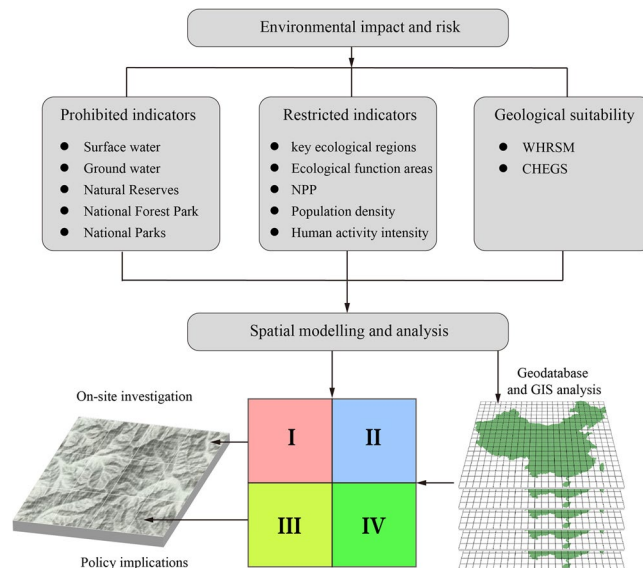 Environmental impact and risk
Prohibited indicators
Surface water
Ground water
Natural Reserves
National Forest Park
National Parks
Restricted indicators
key ecological regions
Ecological function areas
NPP
Population density
Human activity intensity
Geological suitability
WHRSM
CHEGS
Spatial modelling and analysis
On-site investigation
Policy implications
I
II
III
IV
Geodatabase
and GIS analysis